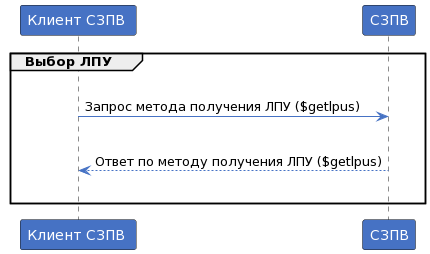 Клиент СЗПВ
СЗПВ
Выбор ЛПУ
Запрос метода получения ЛПУ ($getlpus)
Ответ по методу получения ЛПУ ($getlpus)
Клиент СЗПВ
СЗПВ